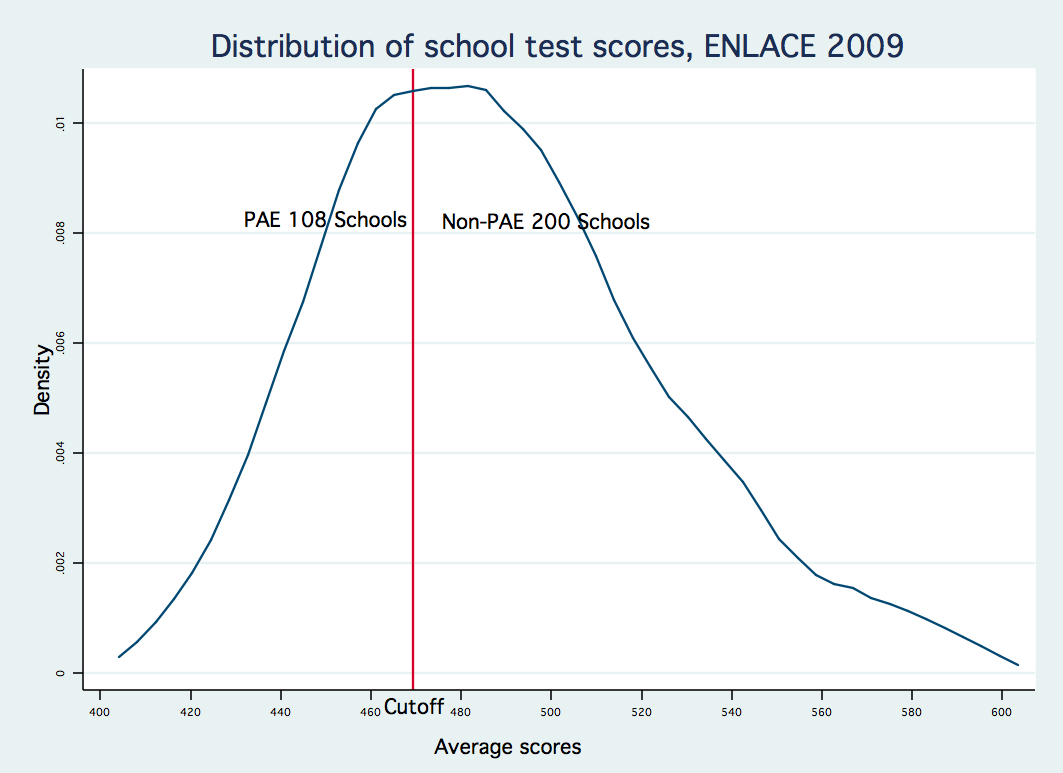 Distribution of school test scores, ENLACE 2009
.01
PAE 108 Schools
Non-PAE 200 Schools
.008
.006
Density
.004
.002
0
400 420 440 460 Cutoff 480 500 520 540 560 580 600
Average scores